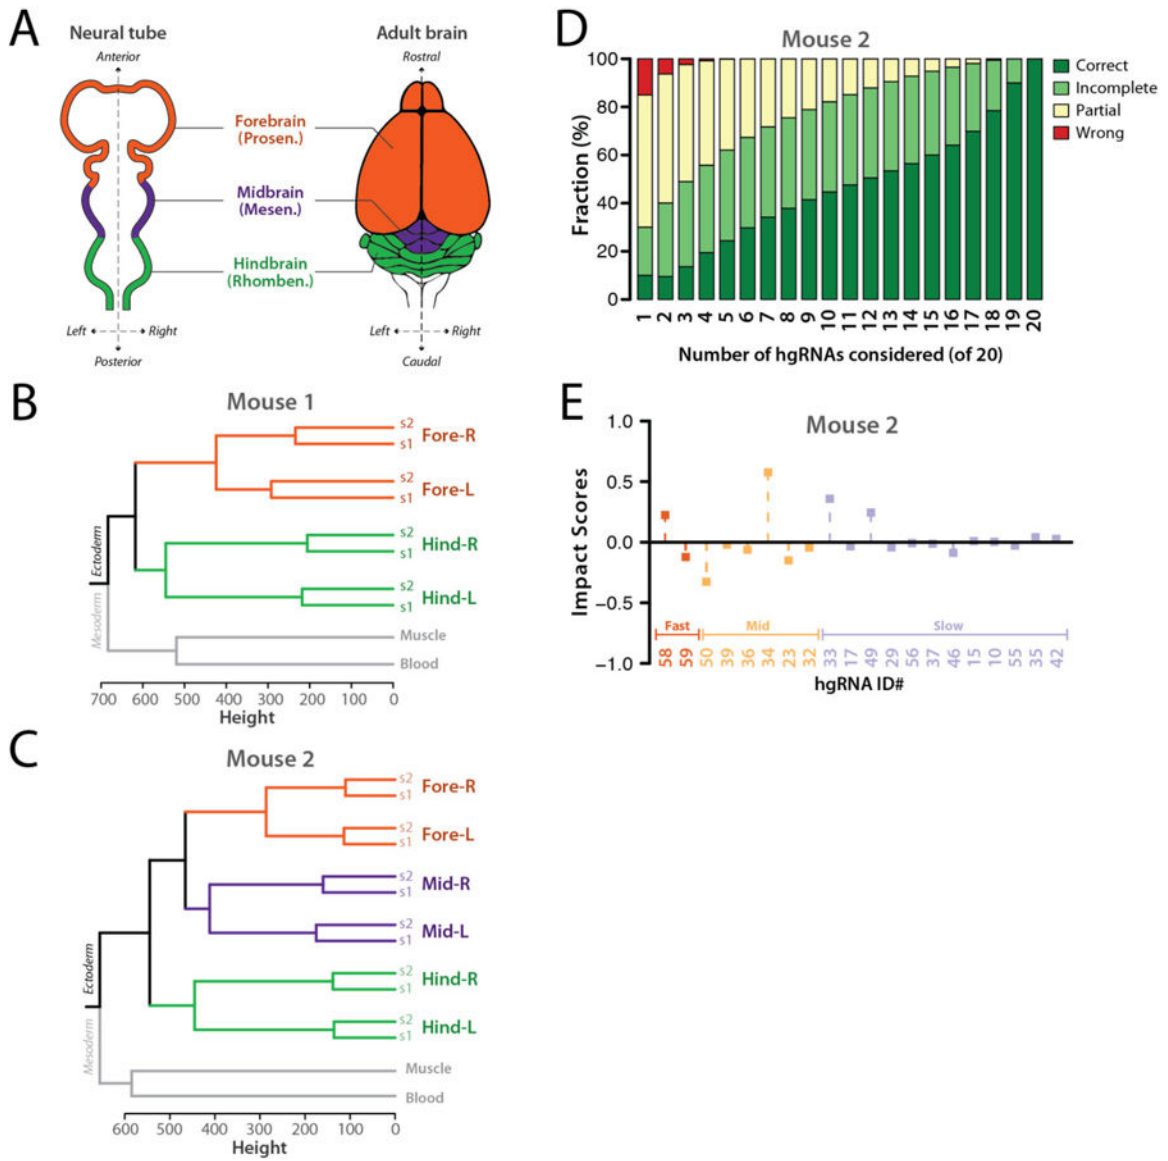 A
Neural tube
Anterior
Adult brain
Rostral
Forebrain
(Prosen.)
Midbrain
(Mesen.)
Hindbrain
(Rhomben.)
Left
Right
Posterior
Left
Right
Caudal
B
Mouse 1
s2
s1
Fore-R
s2
s1
Fore-L
s2
s1
Hind-R
s2
s1
Hind-L
Ectoderm
Mesoderm
Muscle
Blood
700 600 500 400 300 200 100 0
Height
C
Mouse 2
s2
s1
Fore-R
s2
s1
Fore-L
s2
s1
Mid-R
s2
s1
Mid-L
s2
s1
Hind-R
s2
s1
Hind-L
Ectoderm
Mesoderm
Muscle
Blood
600 500 400 300 200 100 0
Height
D
Mouse 2
Fraction (%)
100
80
60
40
20
0
1 2 3 4 5 6 7 8 9 10 11 12 13 14 15 16 17 18 19 20
Number of hgRNAs considered (of 20)
Correct
Incomplete
Partial
Wrong
E
Mouse 2
Impact Scores
1.0
0.5
0.0
−0.5
−1.0
Fast Mid Slow
58 59 50 39 36 34 23 32 33 17 49 29 56 37 46 15 10 55 35 42
hgRNA ID#